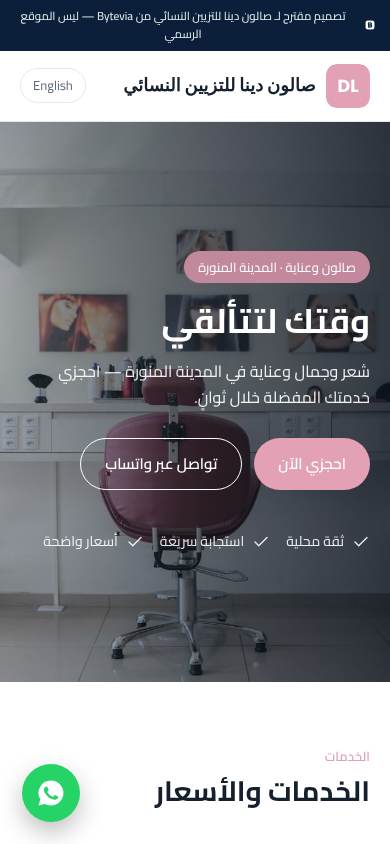 تصميم مقترح لـ صالون دينا للتزيين النسائي من Bytevia — ليس الموقع
الرسمي
DL
صالون دينا للتزيين النسائي
English
صالون وعناية · المدينة المنورة
وقتك لتتألقي
شعر وجمال وعناية في المدينة المنورة — احجزي
خدمتك المفضلة خلال ثوانٍ.
احجزي الآن
تواصل عبر واتساب
ثقة محلية
استجابة سريعة
أسعار واضحة
الخدمات
الخدمات والأسعار